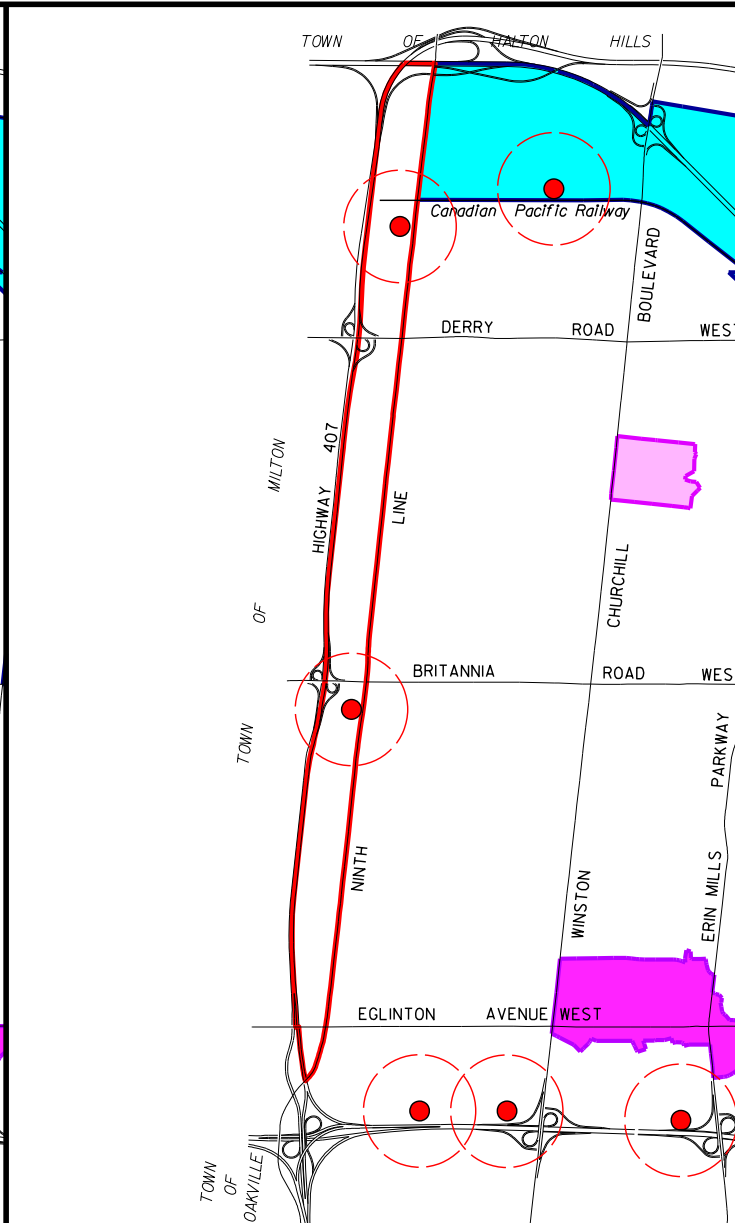 TOWN OF HALTON HILLS
Canadian Pacific Railway
BOULEVARD
DERRY ROAD WEST
HIGHWAY 407
MILTON
LINE
CHURCHILL
OF
BRITANNIA ROAD WES
TOWN
PARKWAY
NINTH
WINSTON
ERIN MILLS
EGLINTON AVENUE WEST
TOWN
OF
OAKVILLE